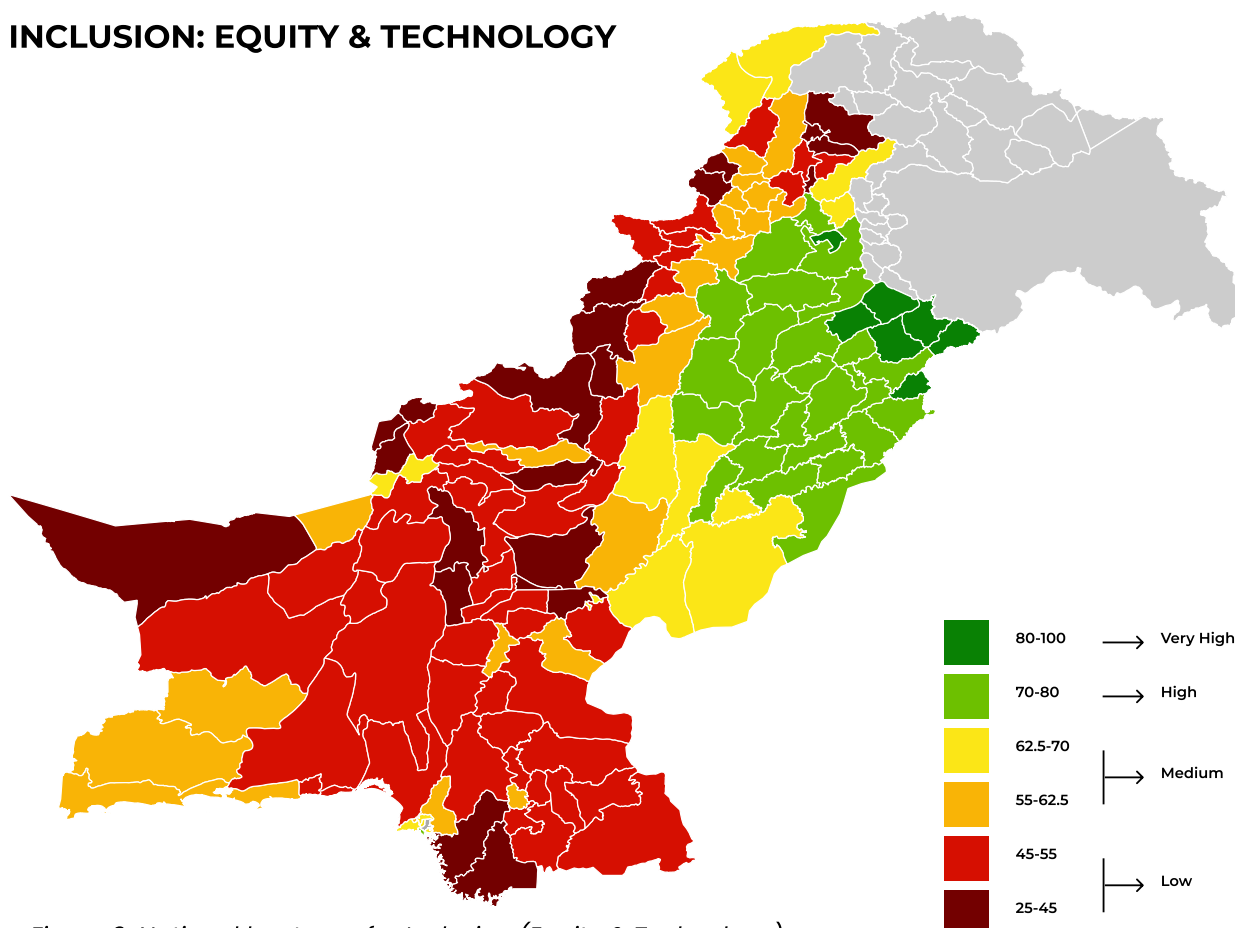 INCLUSION: EQUITY & TECHNOLOGY
80-100 Very High
70-80 High
62.5-70
Medium
55-62.5
45-55
Low
25-45